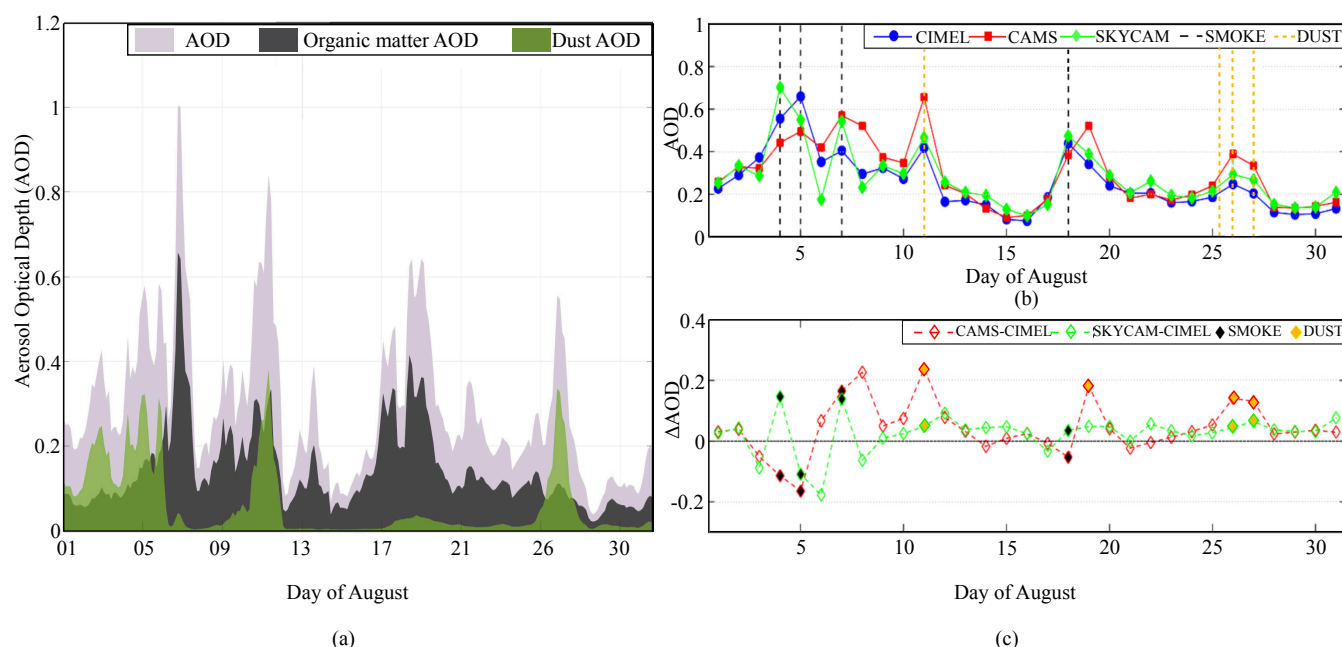 1.2
AOD Organic matter AOD Dust AOD
1
0.8
0.6
0.4
0.2
0
Aerosol Optical Depth (AOD)
01 05 09 13 17 21 26 30
Day of August
(a)
1
CIMEL CAMS SKYCAM SMOKE DUST
0.8
0.6
0.4
0.2
0
AOD
5 10 15 20 25 30
Day of August
(b)
0.4
CAMS-CIMEL SKYCAM-CIMEL SMOKE DUST
0.2
0
-0.2
ΔAOD
5 10 15 20 25 30
Day of August
(c)